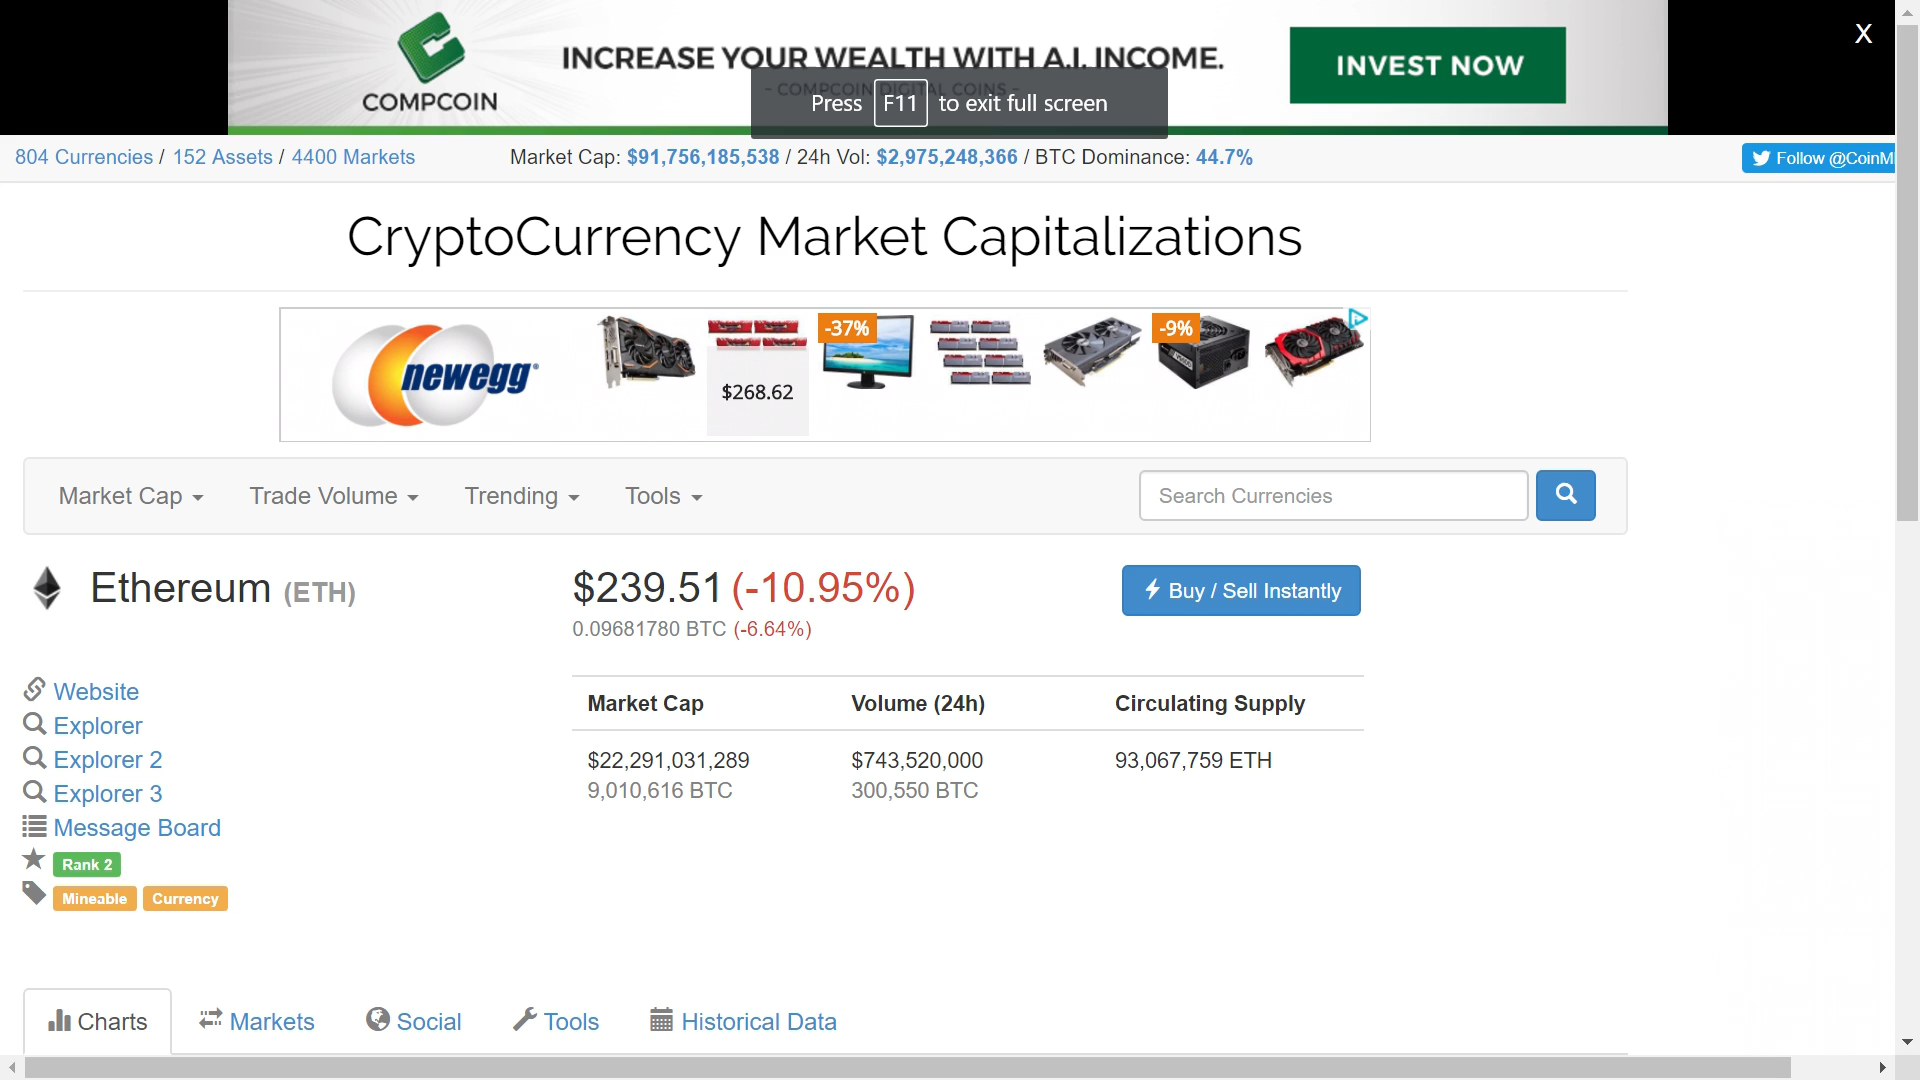 COMPCOIN
INCREASE YOUR WEALTH WITH A.I. INCOME.
- COMPCOIN DIGITAL COINS -
INVEST NOW
X
Press F11 to exit full screen
804 Currencies / 152 Assets / 4400 Markets
Market Cap: $91,756,185,538 / 24h Vol: $2,975,248,366 / BTC Dominance: 44.7%
Follow @CoinM
CryptoCurrency Market Capitalizations
newegg
$268.62
-37%
-9%
Market Cap
Trade Volume
Trending
Tools
Search Currencies
Ethereum (ETH)
$239.51 (-10.95%)
0.09681780 BTC (-6.64%)
Buy / Sell Instantly
Website
Explorer
Explorer 2
Explorer 3
Message Board
Rank 2
Mineable Currency
Market Cap Volume (24h) Circulating Supply
$22,291,031,289 $743,520,000 93,067,759 ETH
9,010,616 BTC 300,550 BTC
Charts
Markets
Social
Tools
Historical Data